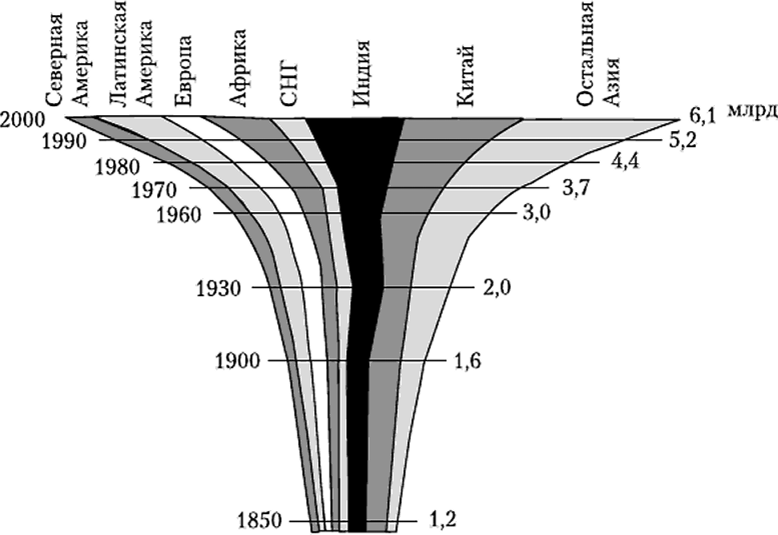 Северная
Америка
Латинская
Америка
Европа
Африка
СНГ
Индия
Китай
Остальная
Азия
2000 6,1 млрд
1990 5,2
1980 4,4
1970 3,7
1960 3,0
1930 2,0
1900 1,6
1850 1,2